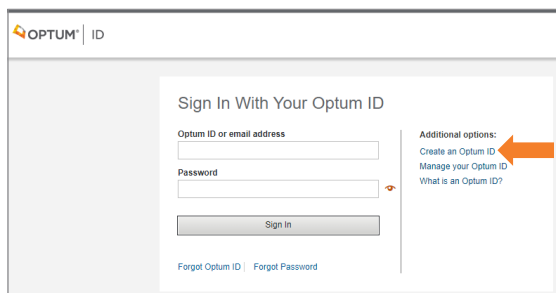 OPTUM® ID
Sign In With Your Optum ID
Optum ID or email address
Password
Sign In
Forgot Optum ID Forgot Password
Additional options:
Create an Optum ID
Manage your Optum ID
What is an Optum ID?